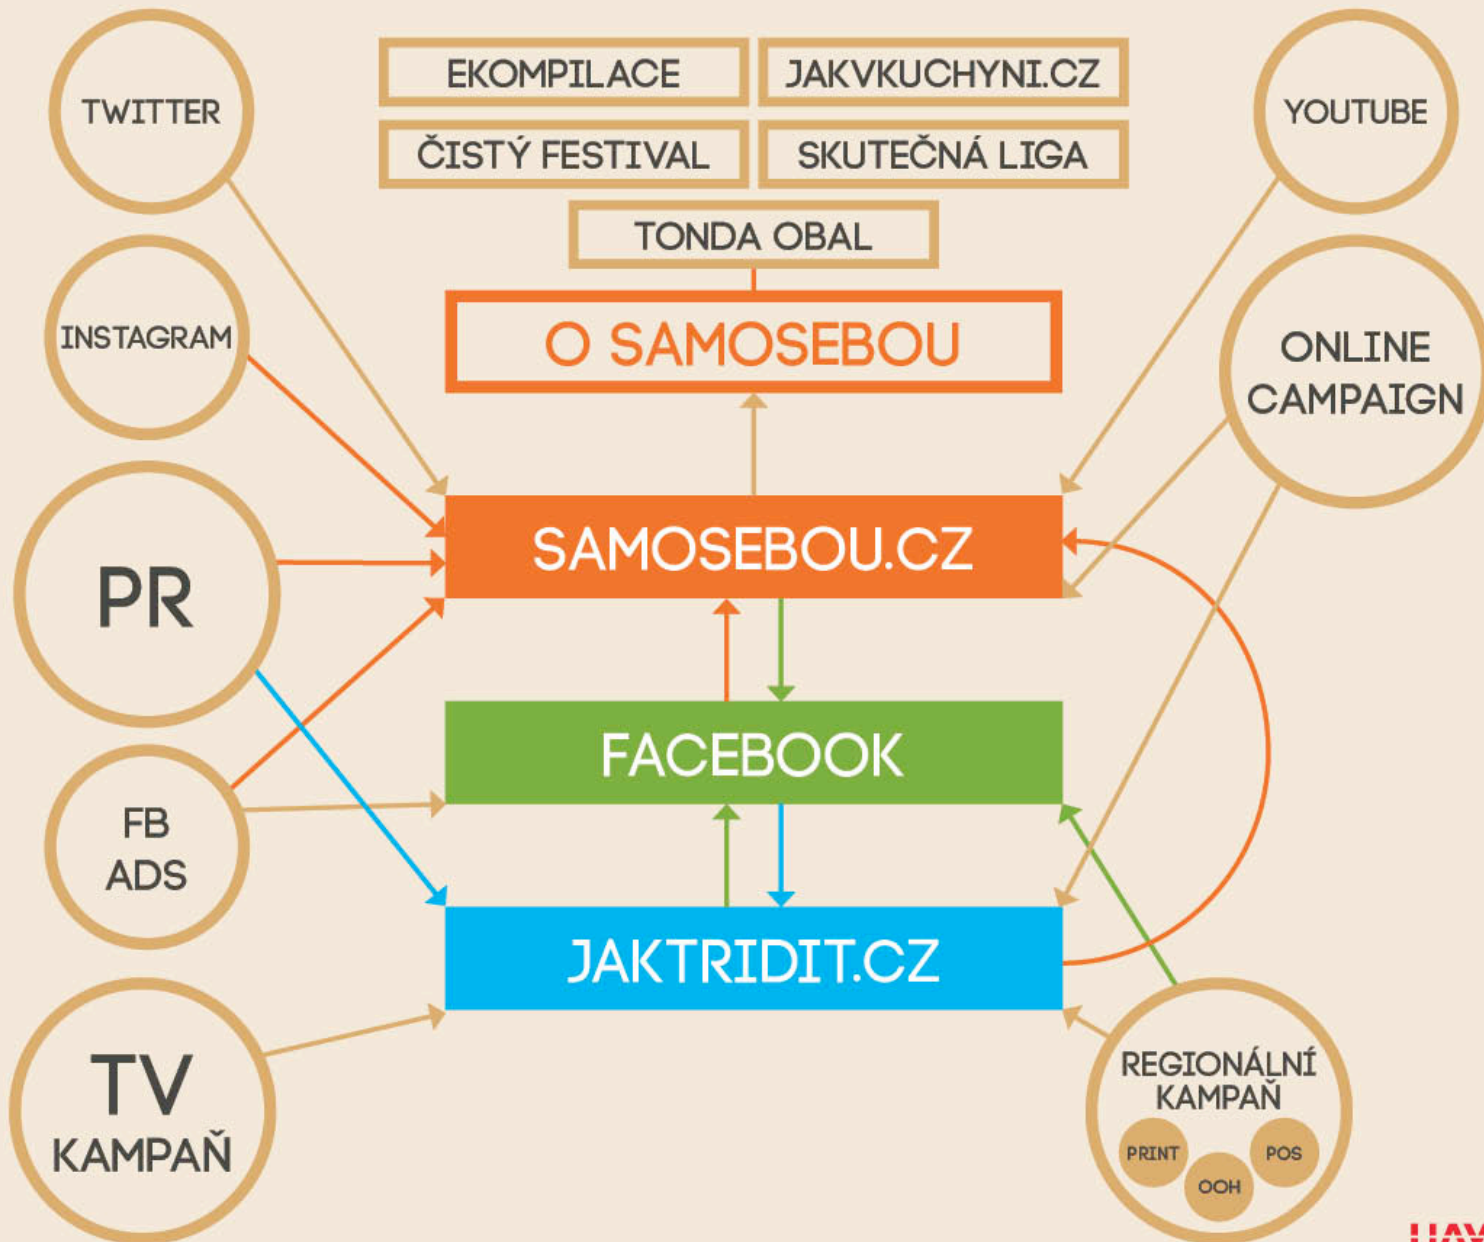 TWITTER
EKOMPILACE
JAKVKUCHYNI.CZ
YOUTUBE
ČISTÝ FESTIVAL
SKUTEČNÁ LIGA
TONDA OBAL
INSTAGRAM
O SAMOSEBOU
ONLINE
CAMPAIGN
PR
SAMOSEBOU.CZ
FACEBOOK
FB
ADS
JAKTRIDIT.CZ
TV
KAMPAŇ
REGIONÁLNÍ
KAMPAŇ
PRINT
OOH
POS